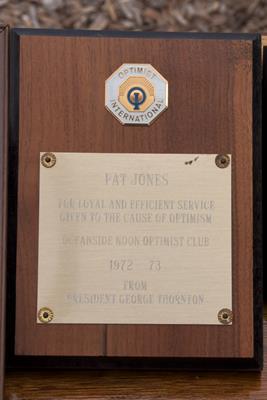 OPTIMIST
INTERNATIONAL
PAT JONES
FOR LOYAL AND EFFICIENT SERVICE
GIVEN TO THE CAUSE OF OPTIMISM
OCEANSIDE NOON OPTIMIST CLUB
1972 - 73
FROM
PRESIDENT GEORGE THORNTON